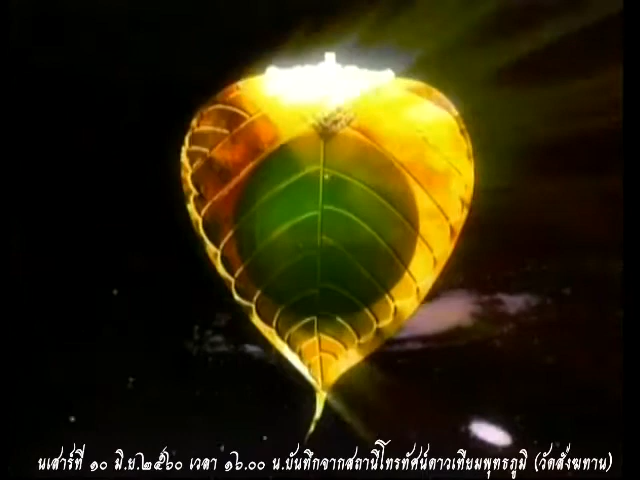 นเสาร์ที่ ๑๐ มิ.ย.๒๕๖๐ เวลา ๑๖.๐๐ น.บันทึกจากสถานีโทรทัศน์ดาวเทียมพุทธภูมิ (วัดสังฆทาน)